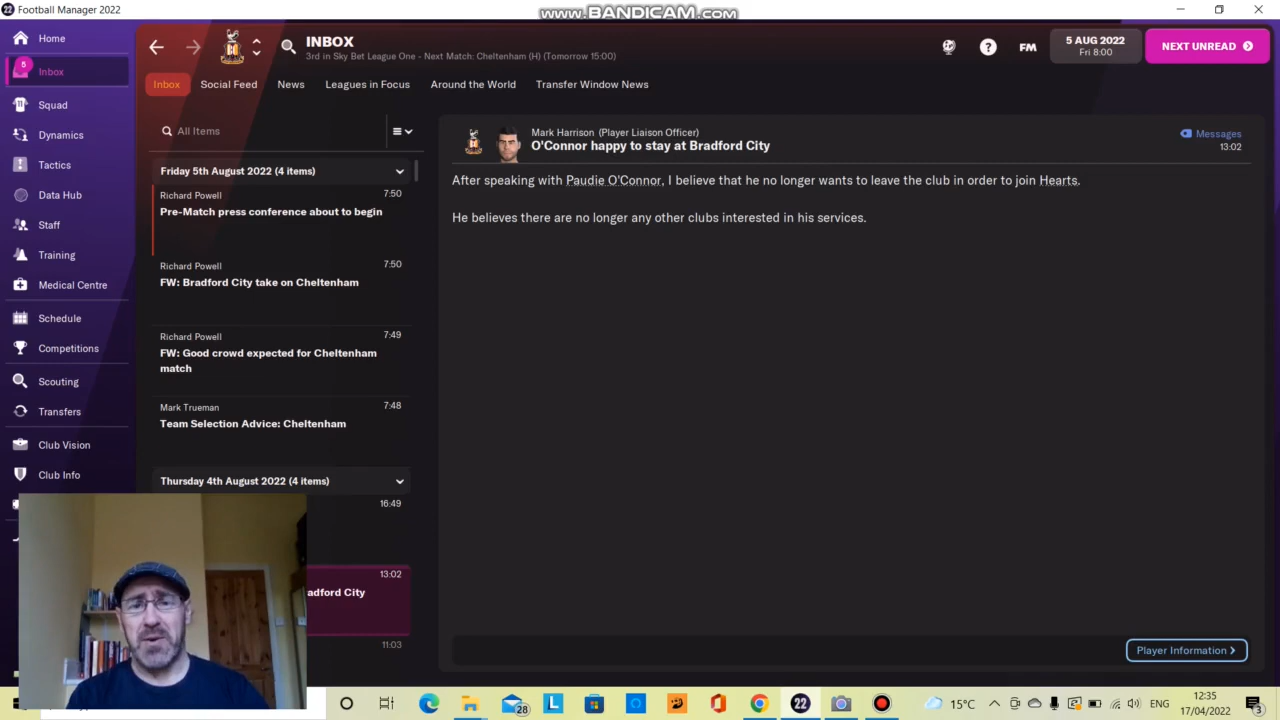 22 Football Manager 2022
www.BANDICAM.com
Home
5
Inbox
Squad
Dynamics
Tactics
Data Hub
Staff
Training
Medical Centre
Schedule
Competitions
Scouting
Transfers
Club Vision
Club Info
INBOX
3rd in Sky Bet League One - Next Match: Cheltenham (H) (Tomorrow 15:00)
? FM
5 AUG 2022
Fri 8:00
NEXT UNREAD
Inbox Social Feed News Leagues in Focus Around the World Transfer Window News
All Items
Friday 5th August 2022 (4 items)
Richard Powell 7:50
Pre-Match press conference about to begin
Richard Powell 7:50
FW: Bradford City take on Cheltenham
Richard Powell 7:49
FW: Good crowd expected for Cheltenham
match
Mark Trueman 7:48
Team Selection Advice: Cheltenham
Thursday 4th August 2022 (4 items)
16:49
13:02
adford City
11:03
Mark Harrison (Player Liaison Officer)
O'Connor happy to stay at Bradford City
Messages
13:02
After speaking with Paudie O'Connor, I believe that he no longer wants to leave the club in order to join Hearts.
He believes there are no longer any other clubs interested in his services.
Player Information
28
L
22
15°C
ENG
12:35
17/04/2022
3